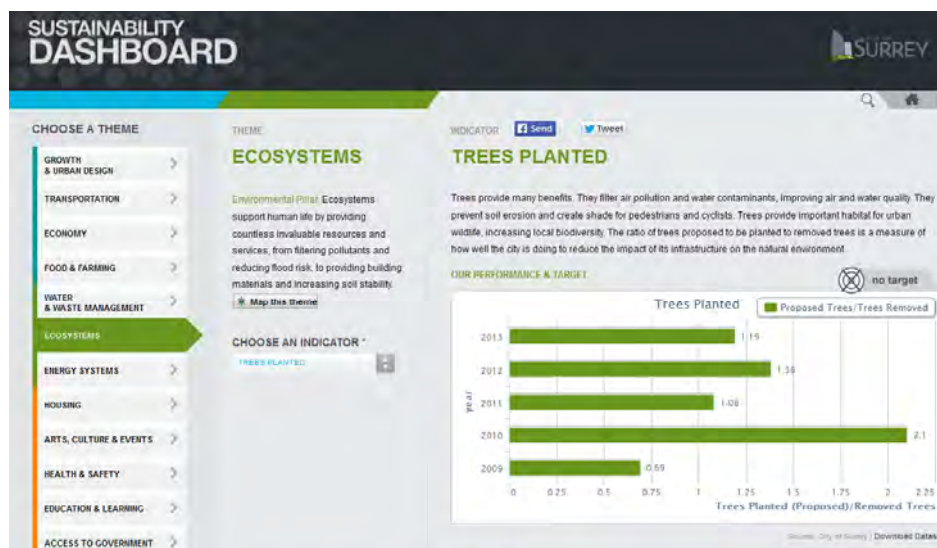 SUSTAINABILITY
DASHBOARD
SURREY
CHOOSE A THEME
GROWTH
& URBAN DESIGN
TRANSPORTATION
ECONOMY
FOOD & FARMING
WATER
& WASTE MANAGEMENT
ECOSYSTEMS
ENERGY SYSTEMS
HOUSING
ARTS, CULTURE & EVENTS
HEALTH & SAFETY
EDUCATION & LEARNING
ACCESS TO GOVERNMENT
THEME
ECOSYSTEMS
Environmental Pillar Ecosystems
support human life by providing
countless invaluable resources and
services, from filtering pollutants and
reducing flood risk, to providing building
materials and increasing soil stability.
Map this theme
CHOOSE AN INDICATOR *
TREES PLANTED
INDICATOR
Send
Tweet
TREES PLANTED
Trees provide many benefits. They filter air pollution and water contaminants, improving air and water quality. They
prevent soil erosion and create shade for pedestrians and cyclists. Trees provide important habitat for urban
wildlife, increasing local biodiversity. The ratio of trees proposed to be planted to removed trees is a measure of
how well the city is doing to reduce the impact of its infrastructure on the natural environment.
OUR PERFORMANCE & TARGET
no target
Trees Planted
Proposed Trees/Trees Removed
year
2013
1.19
2012
1.38
2011
1.08
2010
2.1
2009
0.69
0 0.25 0.5 0.75 1 1.25 1.5 1.75 2 2.25
Trees Planted (Proposed)/Removed Trees
Source: City of Surrey | Download Datas